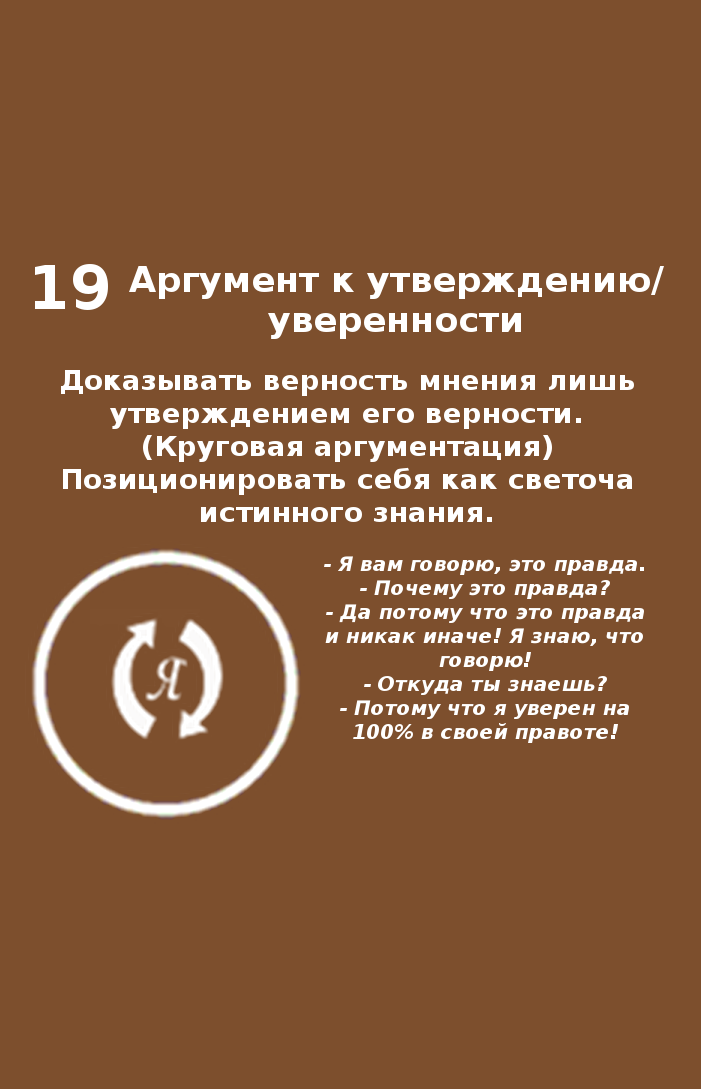 19 Аргумент к утверждению/
уверенности
Доказывать верность мнения лишь
утверждением его верности.
(Круговая аргументация)
Позиционировать себя как светоча
истинного знания.
- Я вам говорю, это правда.
- Почему это правда?
- Да потому что это правда
и никак иначе! Я знаю, что
говорю!
- Откуда ты знаешь?
- Потому что я уверен на
100% в своей правоте!
Я